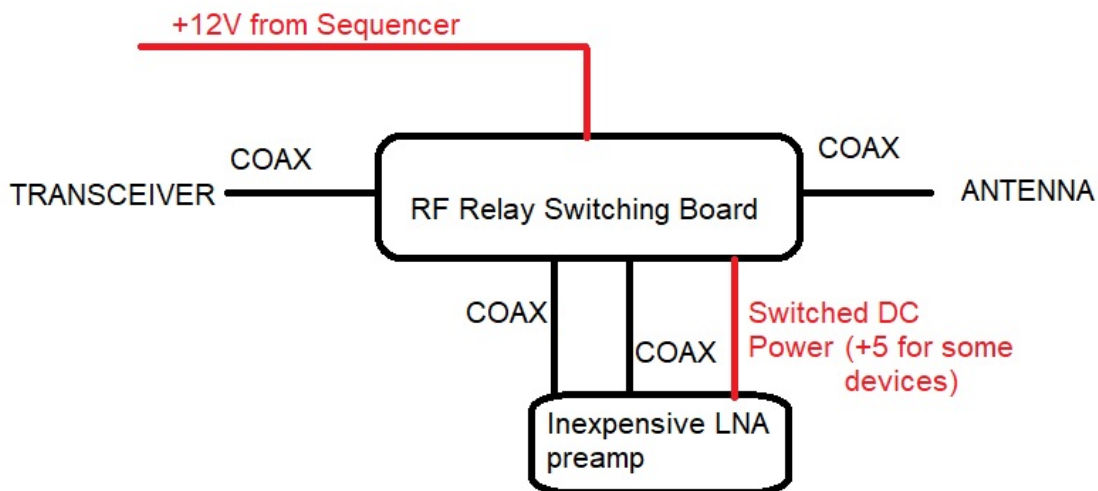 +12V from Sequencer
COAX
COAX
TRANSCEIVER
RF Relay Switching Board
ANTENNA
COAX
Switched DC
Power (+5 for some
devices)
COAX
Inexpensive LNA
preamp